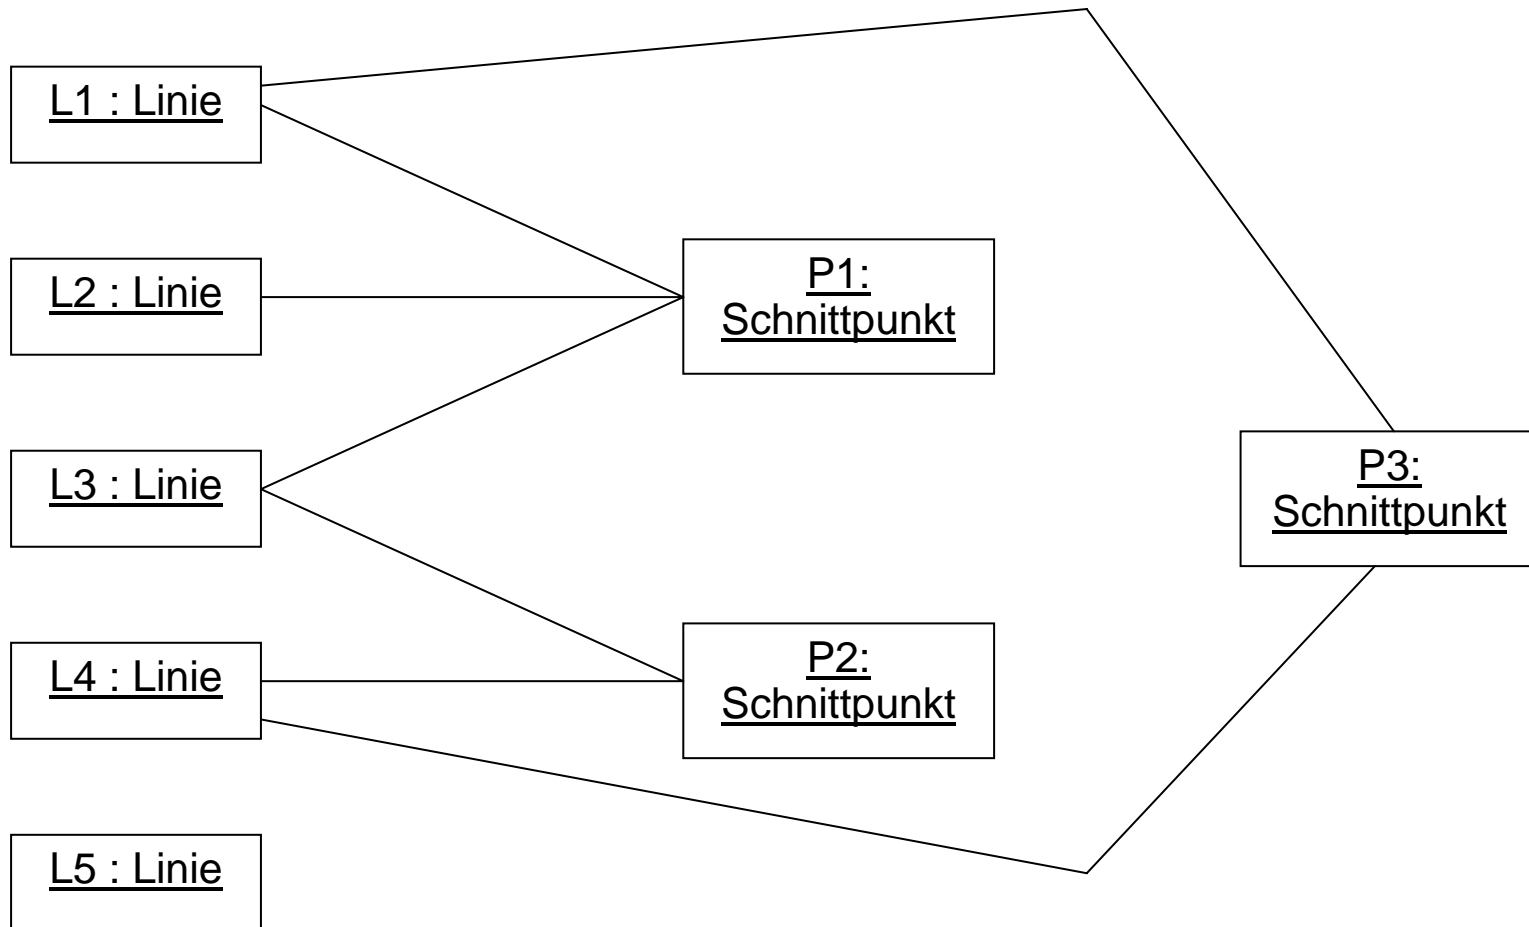 L1 : Linie
L2 : Linie
P1:
Schnittpunkt
L3 : Linie
P3:
Schnittpunkt
L4 : Linie
P2:
Schnittpunkt
L5 : Linie